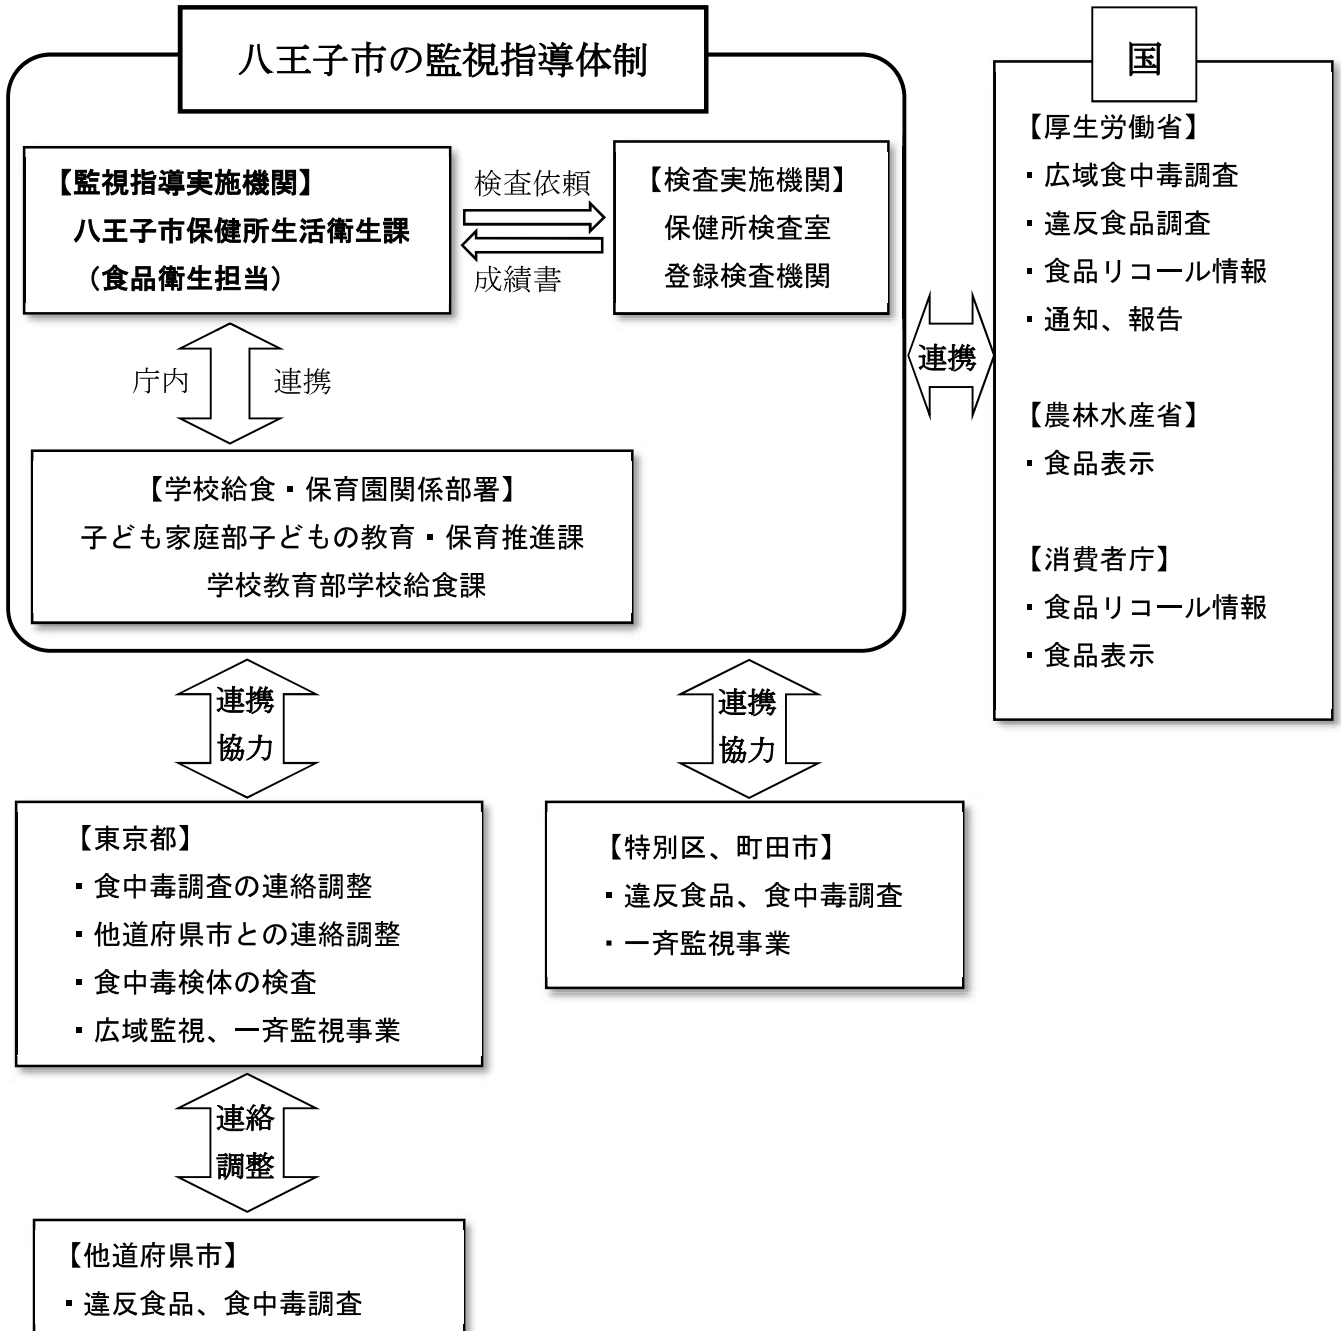 八王子市の監視指導体制
【監視指導実施機関】
八王子市保健所生活衛生課
（食品衛生担当）
検査依頼
成績書
【検査実施機関】
保健所検査室
登録検査機関
庁内
連携
【学校給食・保育園関係部署】
子ども家庭部子どもの教育・保育推進課
学校教育部学校給食課
連携
国
【厚生労働省】
・広域食中毒調査
・違反食品調査
・食品リコール情報
・通知、報告
【農林水産省】
・食品表示
【消費者庁】
・食品リコール情報
・食品表示
連携
協力
連携
協力
【東京都】
・食中毒調査の連絡調整
・他道府県市との連絡調整
・食中毒検体の検査
・広域監視、一斉監視事業
【特別区、町田市】
・違反食品、食中毒調査
・一斉監視事業
連絡
調整
【他道府県市】
・違反食品、食中毒調査